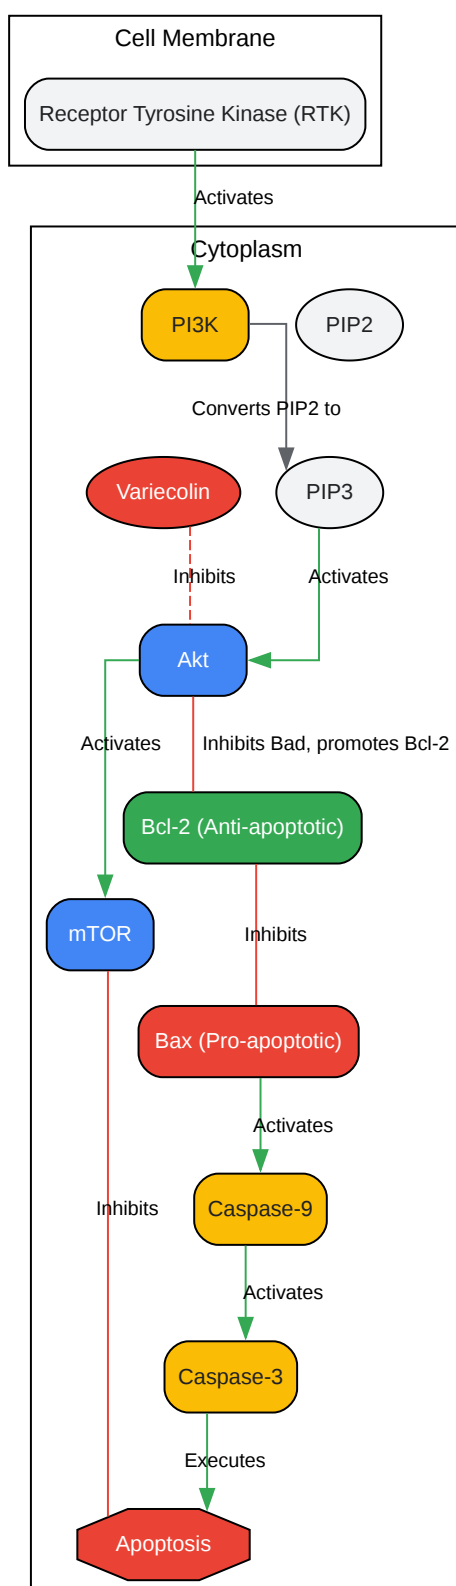 Cell Membrane
Receptor Tyrosine Kinase (RTK)
Activates
Cytoplasm
PI3K
PIP2
Converts PIP2 to
Variecolin
PIP3
Inhibits
Activates
Akt
Activates
Inhibits Bad, promotes Bcl-2
Bcl-2 (Anti-apoptotic)
mTOR
Inhibits
Bax (Pro-apoptotic)
Activates
Inhibits
Caspase-9
Activates
Caspase-3
Executes
Apoptosis